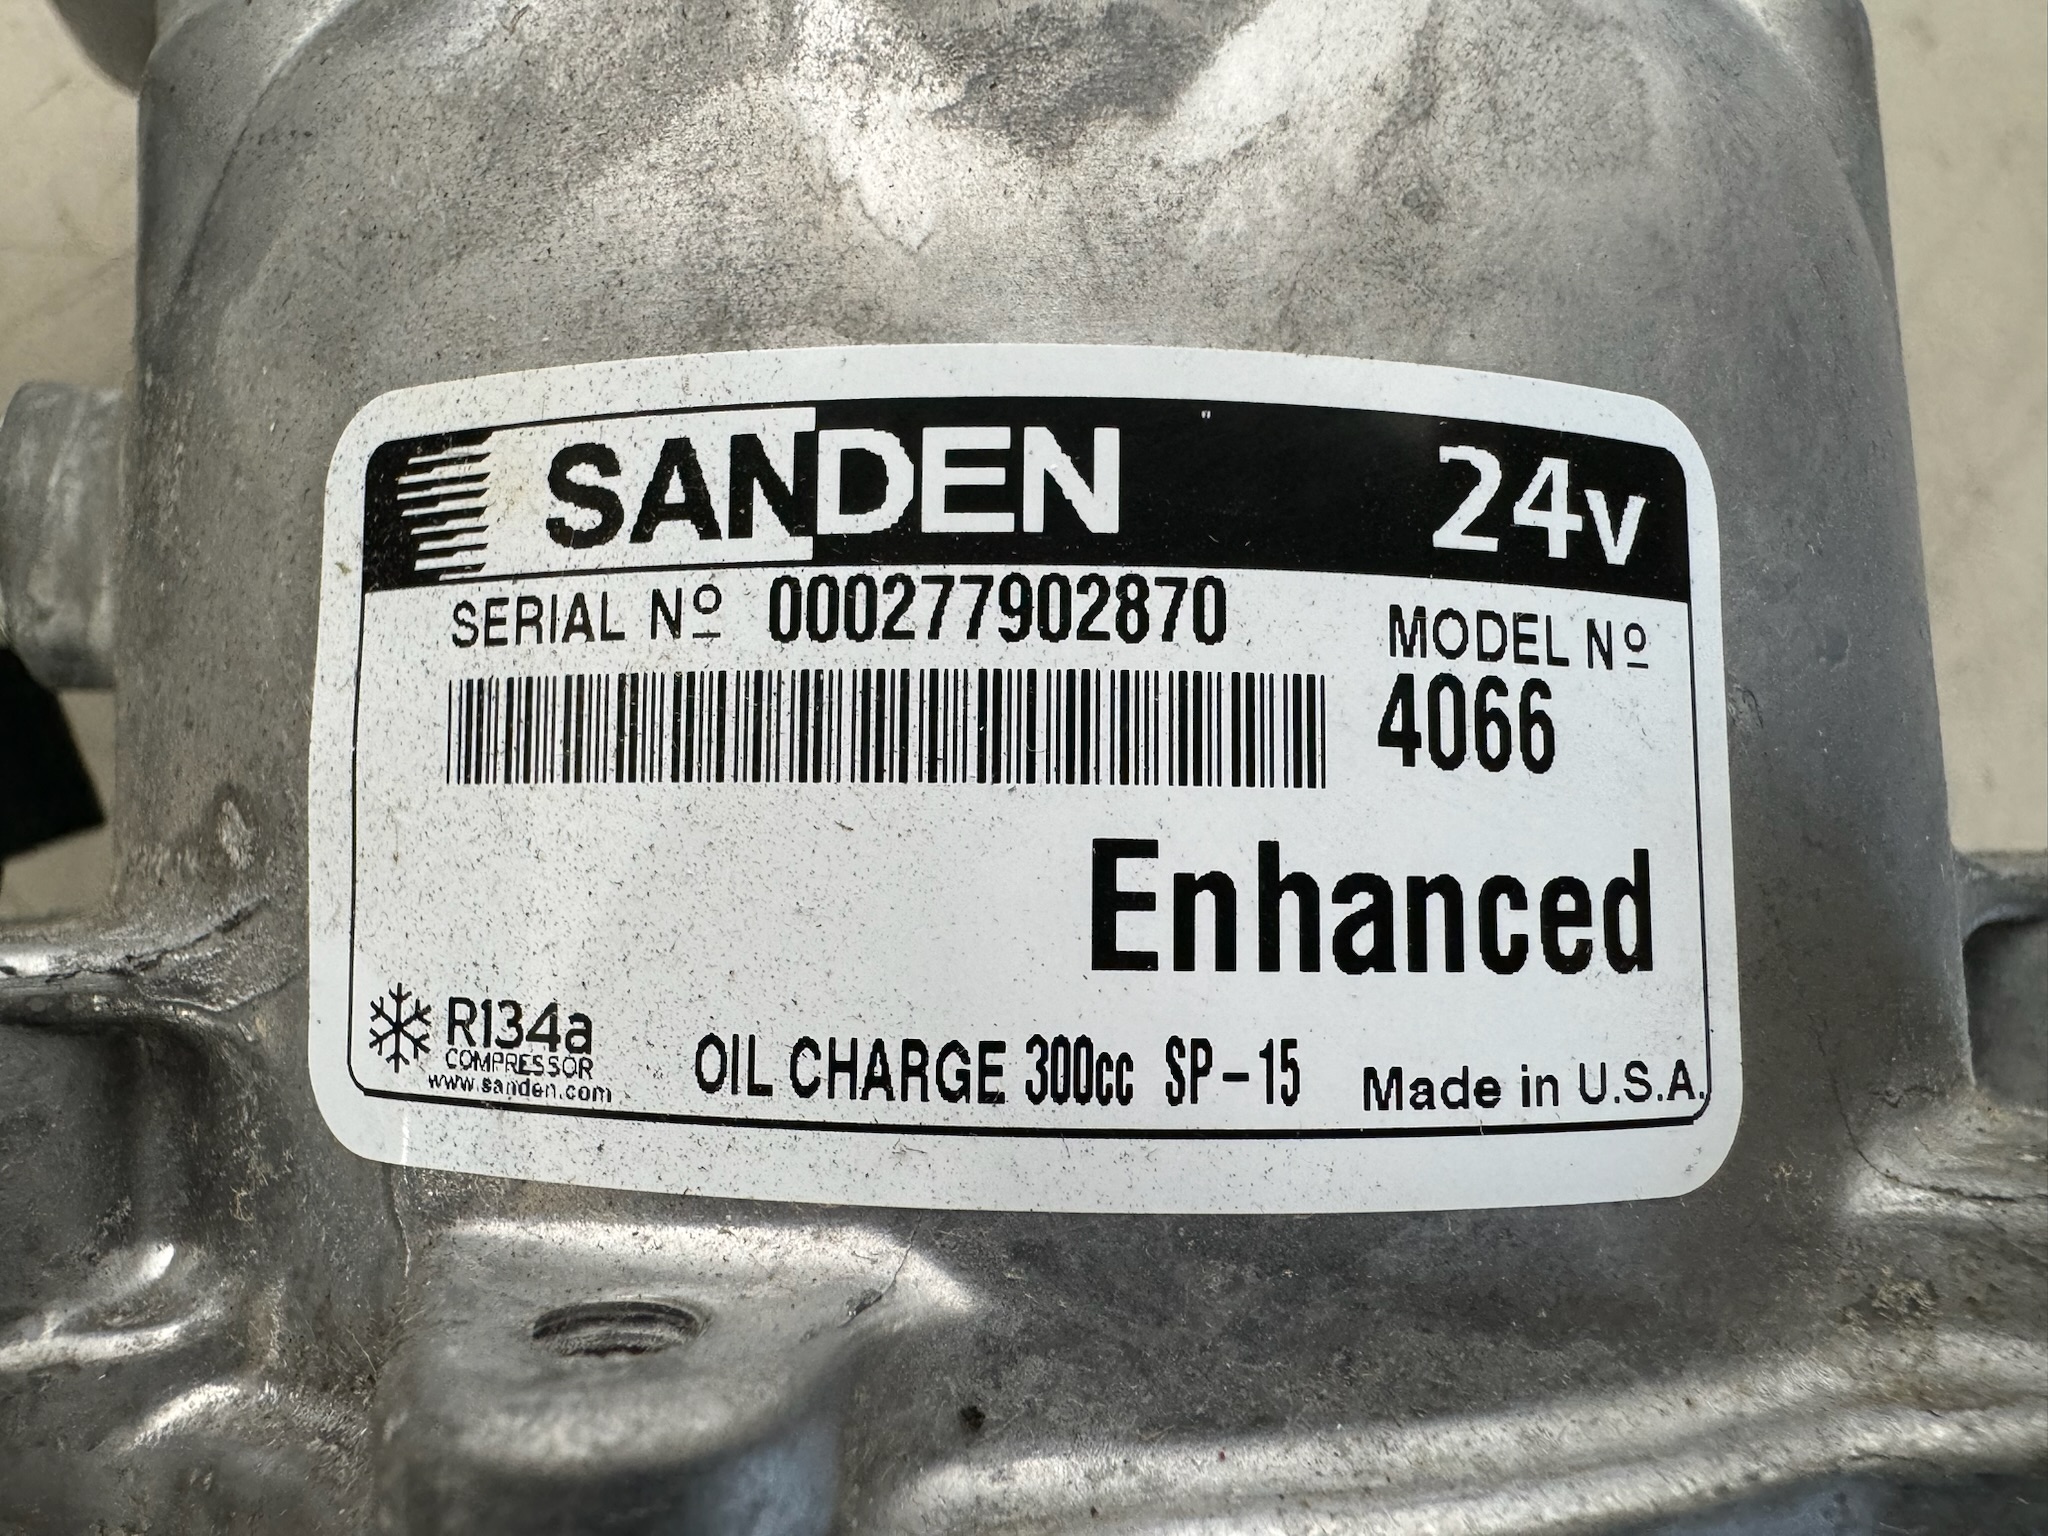 SANDEN 24v
SERIAL Nº 000277902870
MODEL Nº
4066
Enhanced
R134a
COMPRESSOR
www.sanden.com
OIL CHARGE 300cc SP-15
Made in U.S.A.